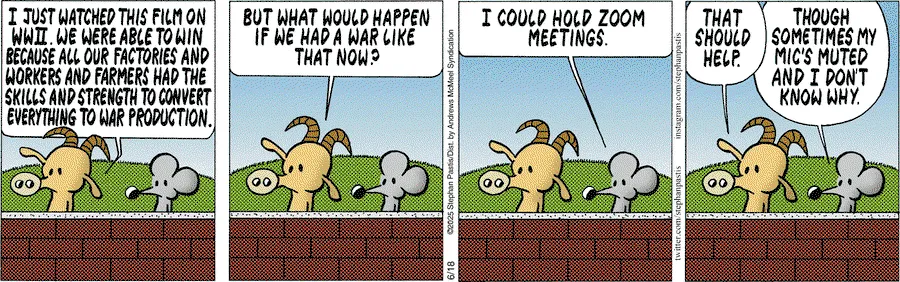 I JUST WATCHED THIS FILM ON
WWII. WE WERE ABLE TO WIN
BECAUSE ALL OUR FACTORIES AND
WORKERS AND FARMERS HAD THE
SKILLS AND STRENGTH TO CONVERT
EVERYTHING TO WAR PRODUCTION.
BUT WHAT WOULD HAPPEN
IF WE HAD A WAR LIKE
THAT NOW?
©2025 Stephan Pastis/Dist. by Andrews McMeel Syndication
6/18
I COULD HOLD ZOOM
MEETINGS.
twitter.com/stephanpastis
instagram.com/stephanpastis
THAT
SHOULD
HELP.
THOUGH
SOMETIMES MY
MIC'S MUTED
AND I DON'T
KNOW WHY.